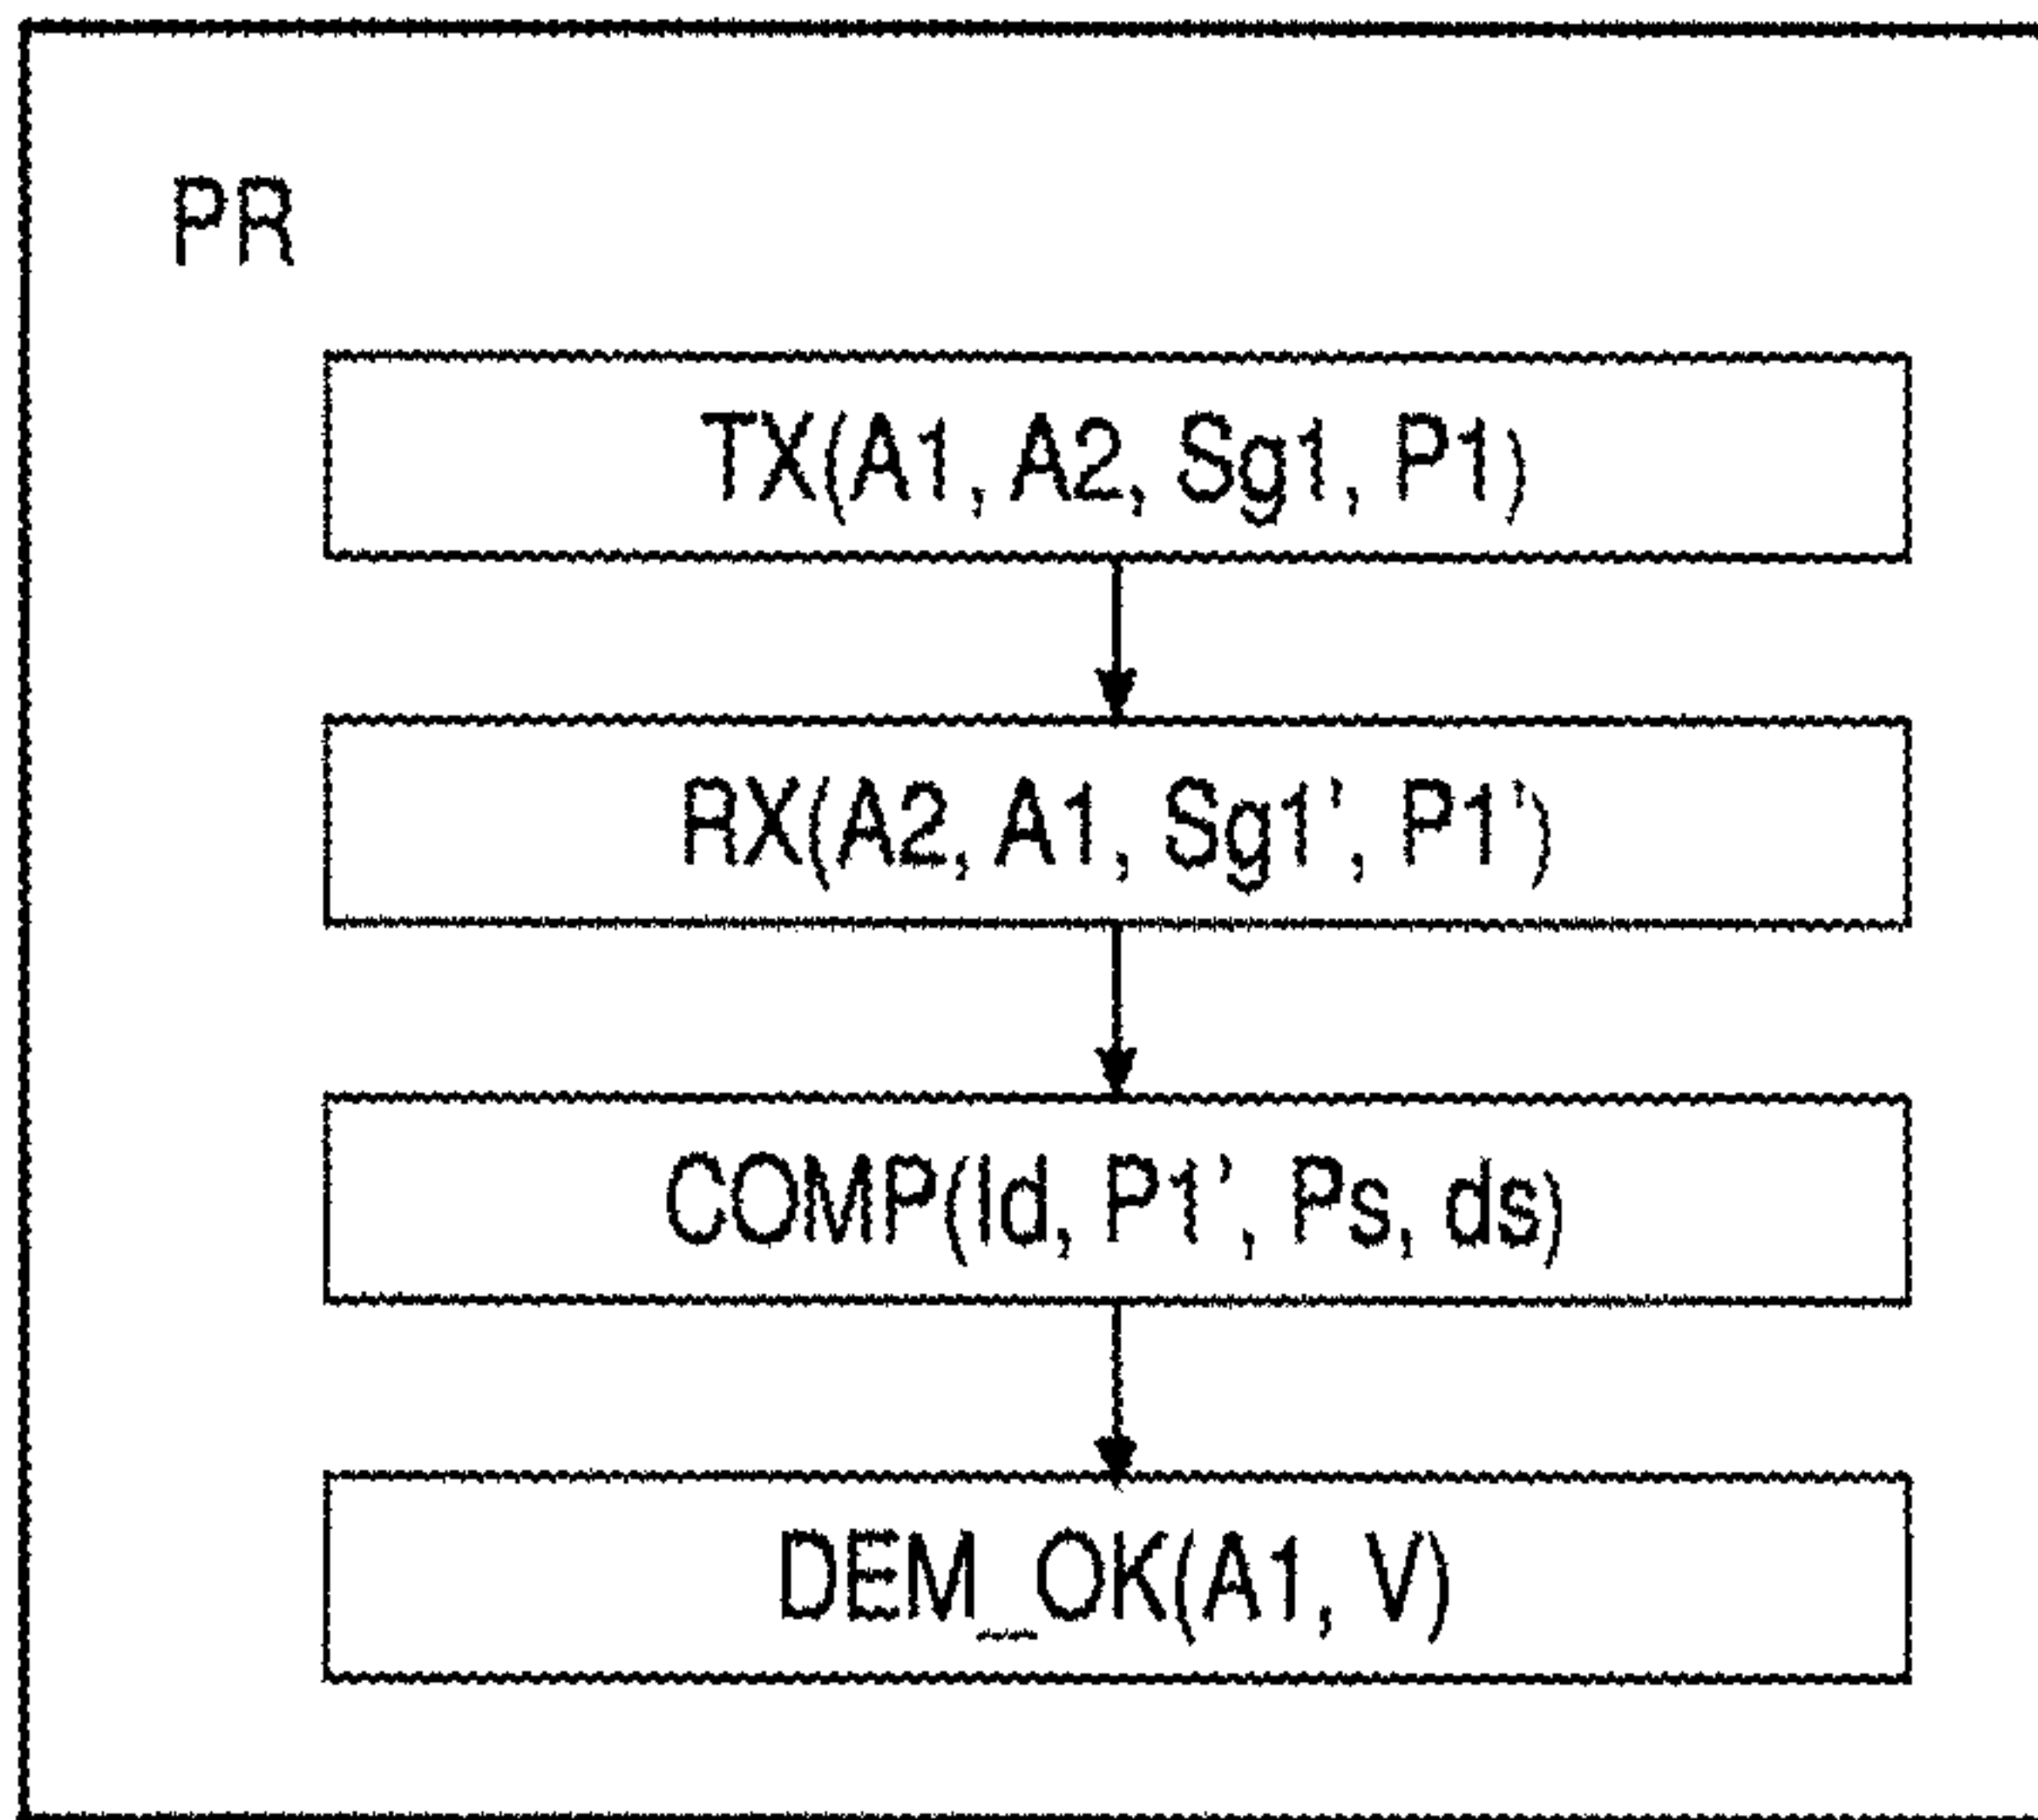 PR
TX(A1, A2, Sg1, P1)
RX(A2, A1, Sg1', P1')
COMP(Id, P1', Ps, ds)
DEM_OK(A1, V)